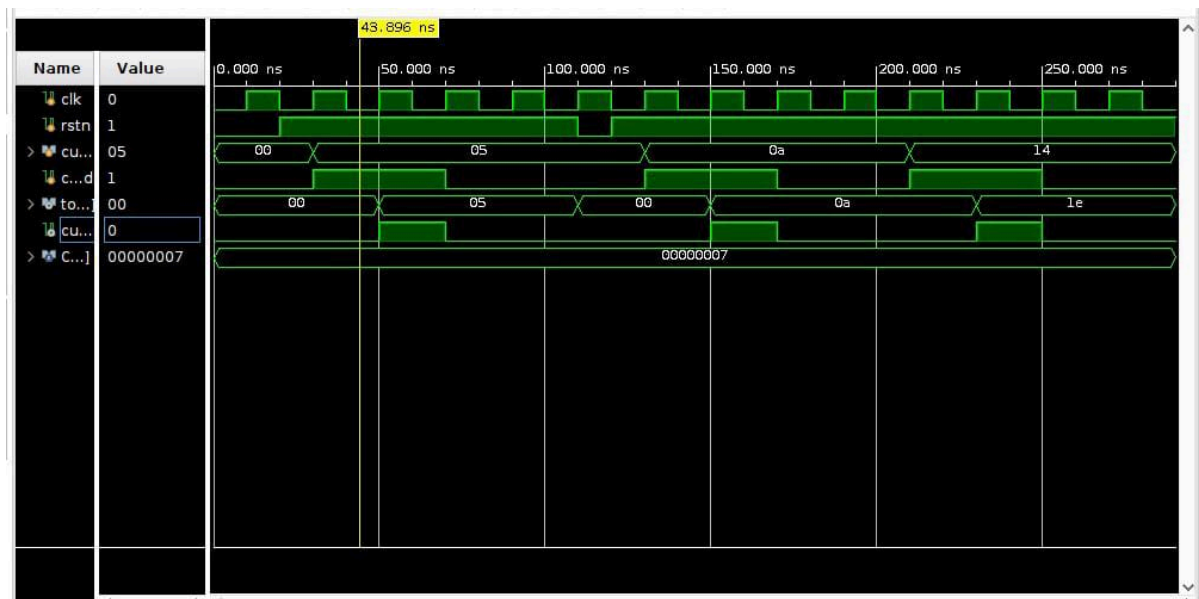 43.896 ns
Name Value
0.000 ns 50.000 ns 100.000 ns 150.000 ns 200.000 ns 250.000 ns
clk 0
rstn 1
> cu... 05 00 05 0a 14
c...d 1
> to...] 00 00 05 00 0a 1e
cu... 0
> C...] 00000007 00000007